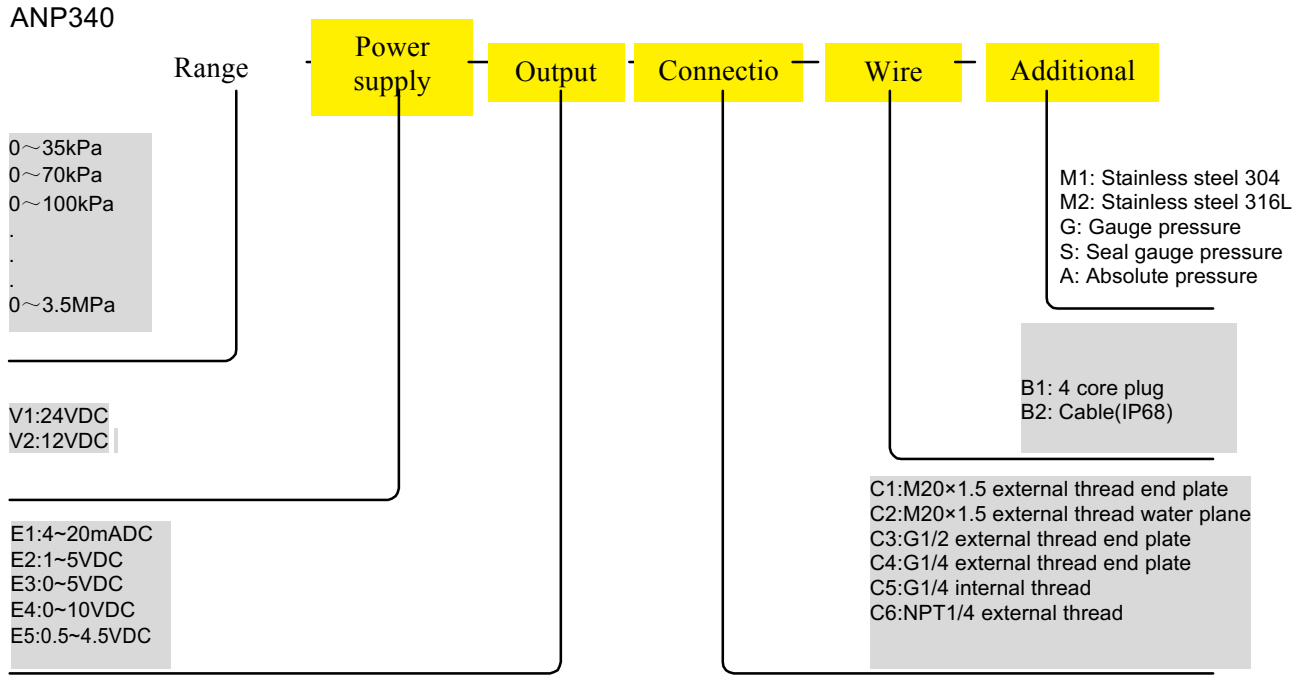 ANP340
Range
Power
supply
Output
Connectio
Wire
Additional
0～35kPa
0～70kPa
0～100kPa
.
.
.
0～3.5MPa
M1: Stainless steel 304
M2: Stainless steel 316L
G: Gauge pressure
S: Seal gauge pressure
A: Absolute pressure
V1:24VDC
V2:12VDC
B1: 4 core plug
B2: Cable(IP68)
E1:4~20mADC
E2:1~5VDC
E3:0~5VDC
E4:0~10VDC
E5:0.5~4.5VDC
C1:M20×1.5 external thread end plate
C2:M20×1.5 external thread water plane
C3:G1/2 external thread end plate
C4:G1/4 external thread end plate
C5:G1/4 internal thread
C6:NPT1/4 external thread